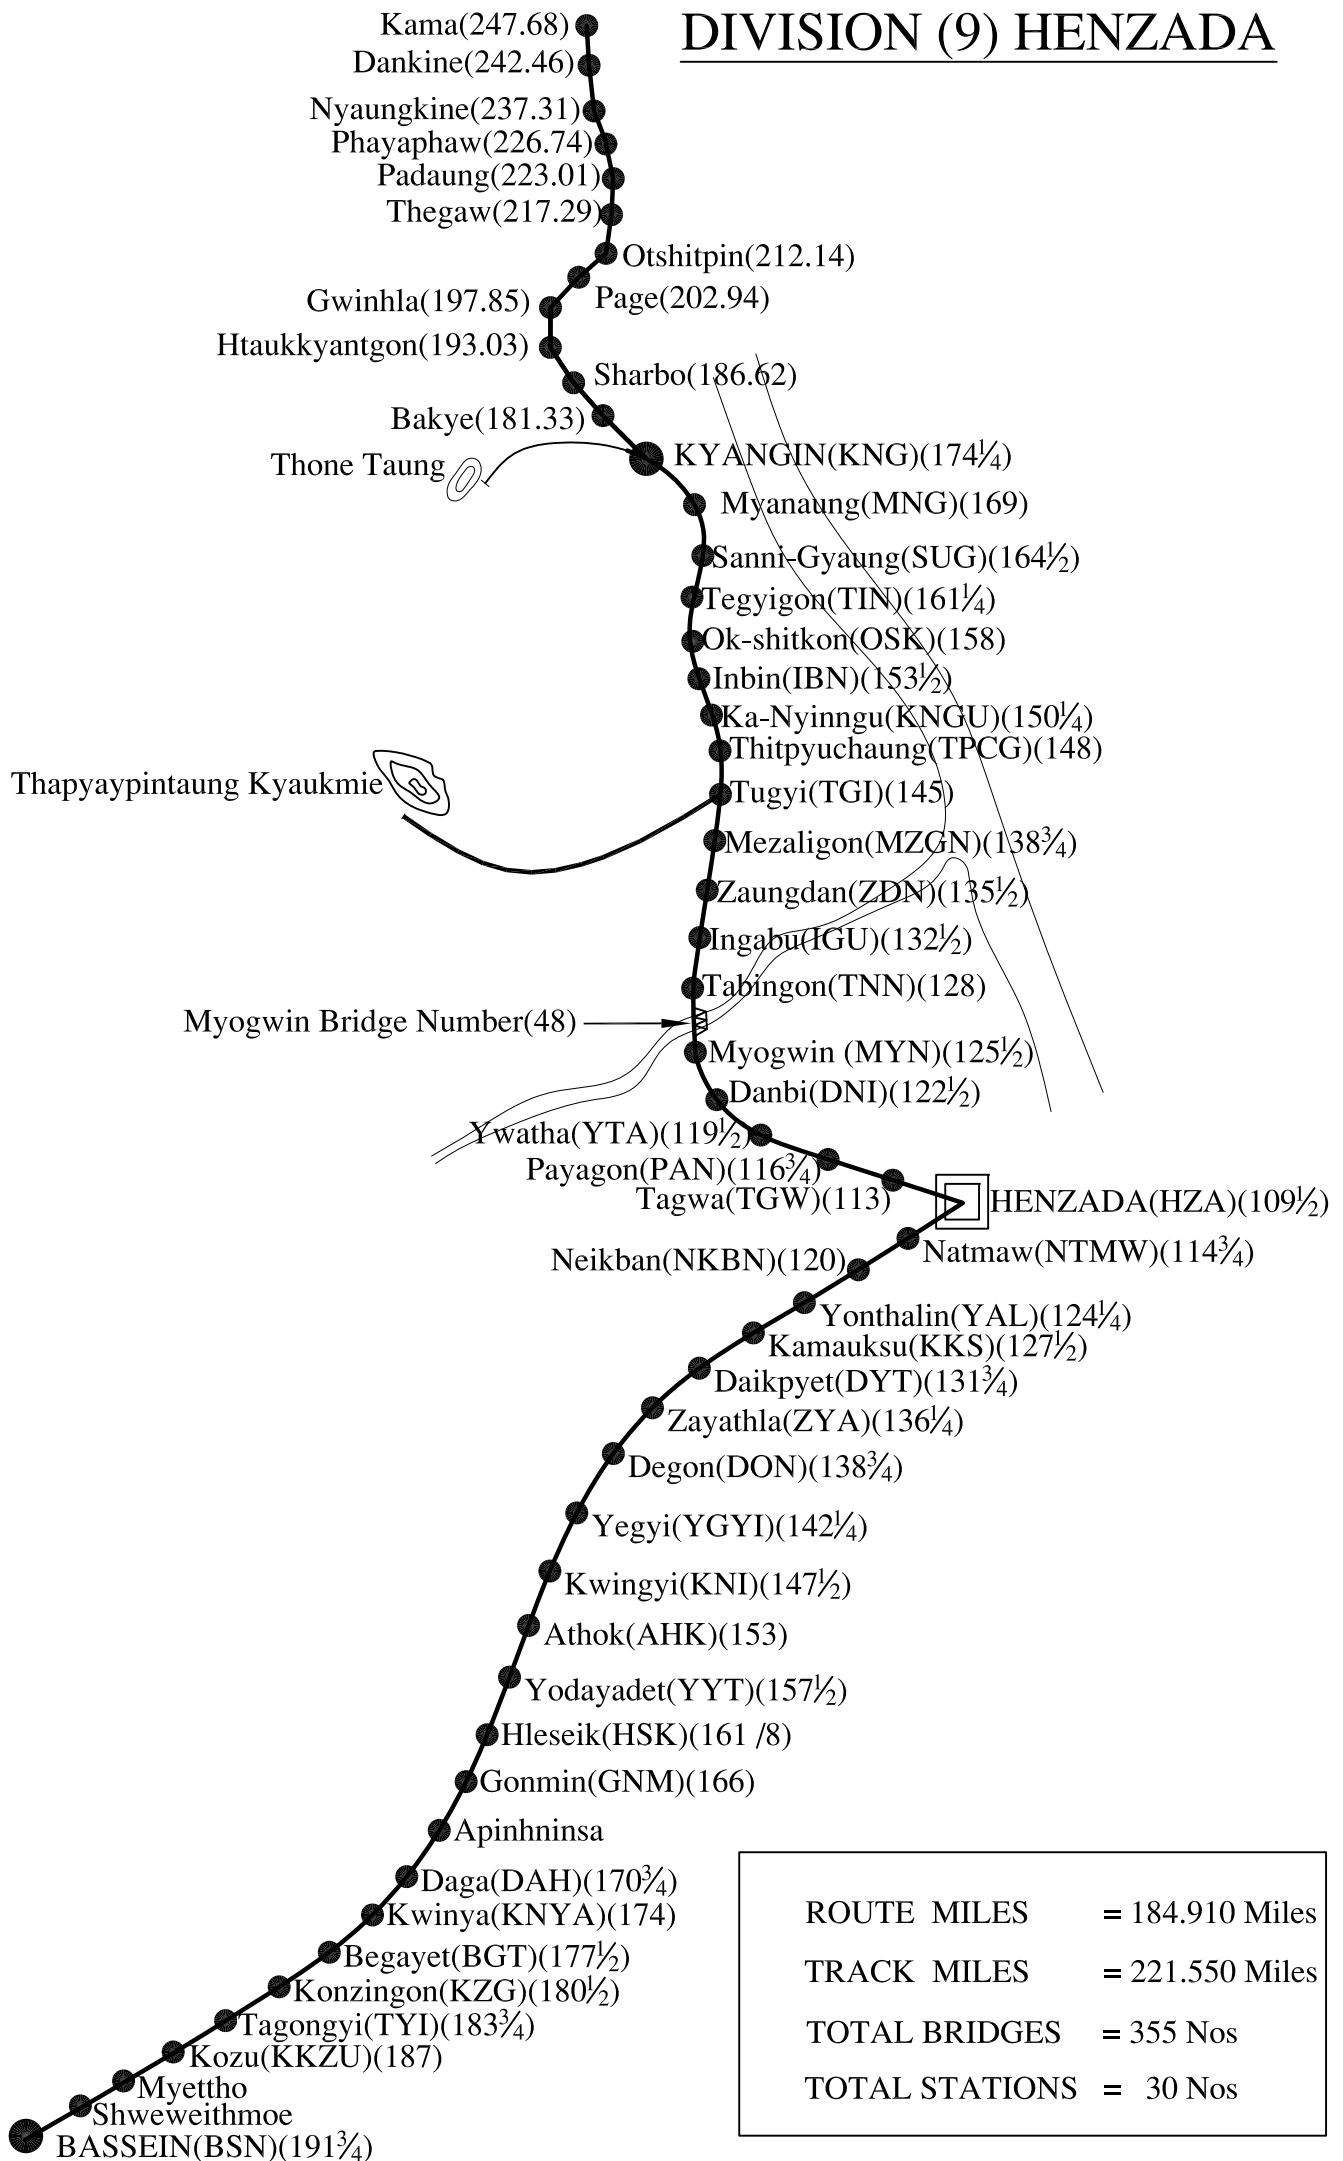 DIVISION (9) HENZADA
Kama(247.68)
Dankine(242.46)
Nyaungkine(237.31)
Phayaphaw(226.74)
Padaung(223.01)
Thegaw(217.29)
Otshitpin(212.14)
Page(202.94)
Gwinhla(197.85)
Htaukkyantgon(193.03)
Sharbo(186.62)
Bakye(181.33)
KYANGIN(KNG)(174¼)
Thone Taung
Myanaung(MNG)(169)
Sanni-Gyaung(SUG)(164½)
Tegyigon(TIN)(161¼)
Ok-shitkon(OSK)(158)
Inbin(IBN)(153½)
Ka-Nyinngu(KNGU)(150¼)
Thitpyuchaung(TPCG)(148)
Thapyaypintaung Kyaukmie
Tugyi(TGI)(145)
Mezaligon(MZGN)(138¾)
Zaungdan(ZDN)(135½)
Ingabu(IGU)(132½)
Tabingon(TNN)(128)
Myogwin Bridge Number(48)
Myogwin (MYN)(125½)
Danbi(DNI)(122½)
Ywatha(YTA)(119½)
Payagon(PAN)(116¾)
Tagwa(TGW)(113)
HENZADA(HZA)(109½)
Natmaw(NTMW)(114¾)
Neikban(NKBN)(120)
Yonthalin(YAL)(124¼)
Kamauksu(KKS)(127½)
Daikpyet(DYT)(131¾)
Zayathla(ZYA)(136¼)
Degon(DON)(138¾)
Yegyi(YGYI)(142¼)
Kwingyi(KNI)(147½)
Athok(AHK)(153)
Yodayadet(YYT)(157½)
Hleseik(HSK)(161 /8)
Gonmin(GNM)(166)
Apinhninsa
Daga(DAH)(170¾)
Kwinya(KNYA)(174)
Begayet(BGT)(177½)
Konzingon(KZG)(180½)
Tagongyi(TYI)(183¾)
Kozu(KKZU)(187)
Myettho
Shweweithmoe
BASSEIN(BSN)(191¾)
ROUTE MILES = 184.910 Miles
TRACK MILES = 221.550 Miles
TOTAL BRIDGES = 355 Nos
TOTAL STATIONS = 30 Nos